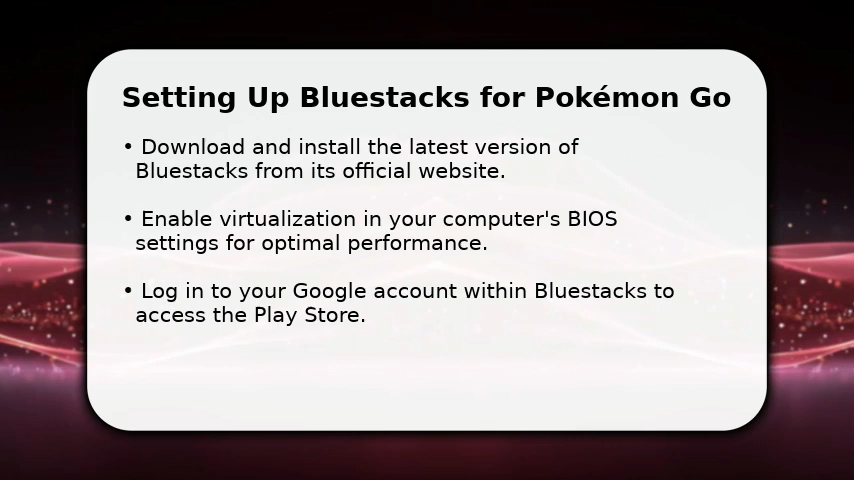 Setting Up Bluestacks for Pokémon Go
• Download and install the latest version of
Bluestacks from its official website.
• Enable virtualization in your computer's BIOS
settings for optimal performance.
• Log in to your Google account within Bluestacks to
access the Play Store.